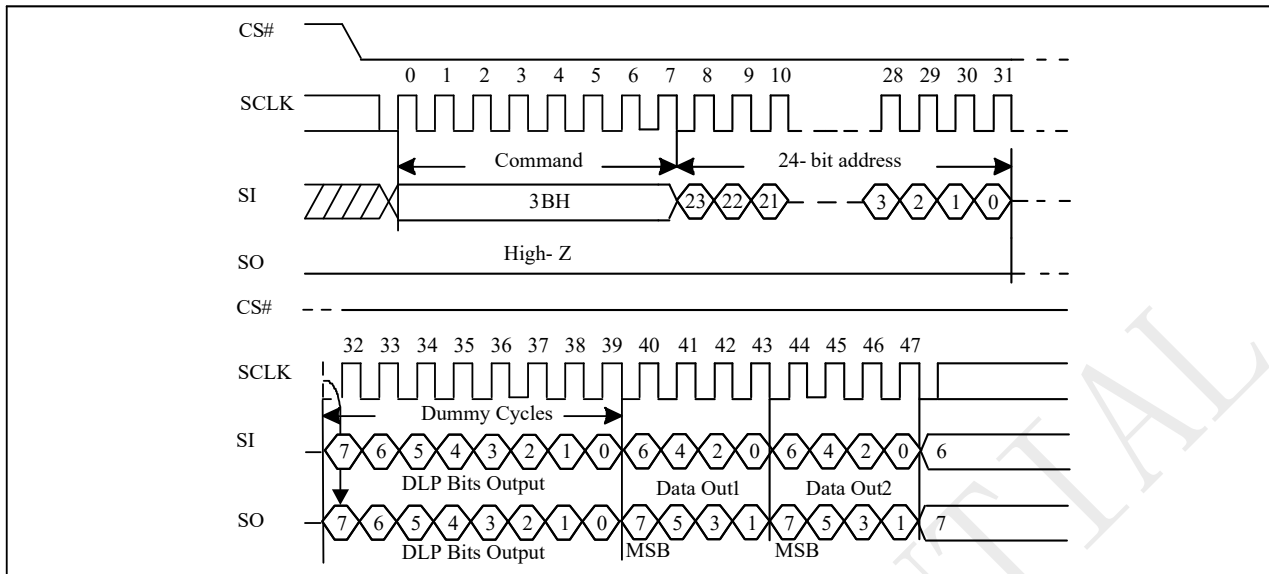 CS#
0 1 2 3 4 5 6 7 8 9 10 28 29 30 31
SCLK
Command 24- bit address
SI 3BH 23 22 21 3 2 1 0
High- Z
SO
CS#
32 33 34 35 36 37 38 39 40 41 42 43 44 45 46 47
SCLK
Dummy Cycles
SI 7 6 5 4 3 2 1 0 6 4 2 0 6 4 2 0 6
DLP Bits Output Data Out1 Data Out2
SO 7 6 5 4 3 2 1 0 7 5 3 1 7 5 3 1 7
DLP Bits Output MSB MSB
NTIAL